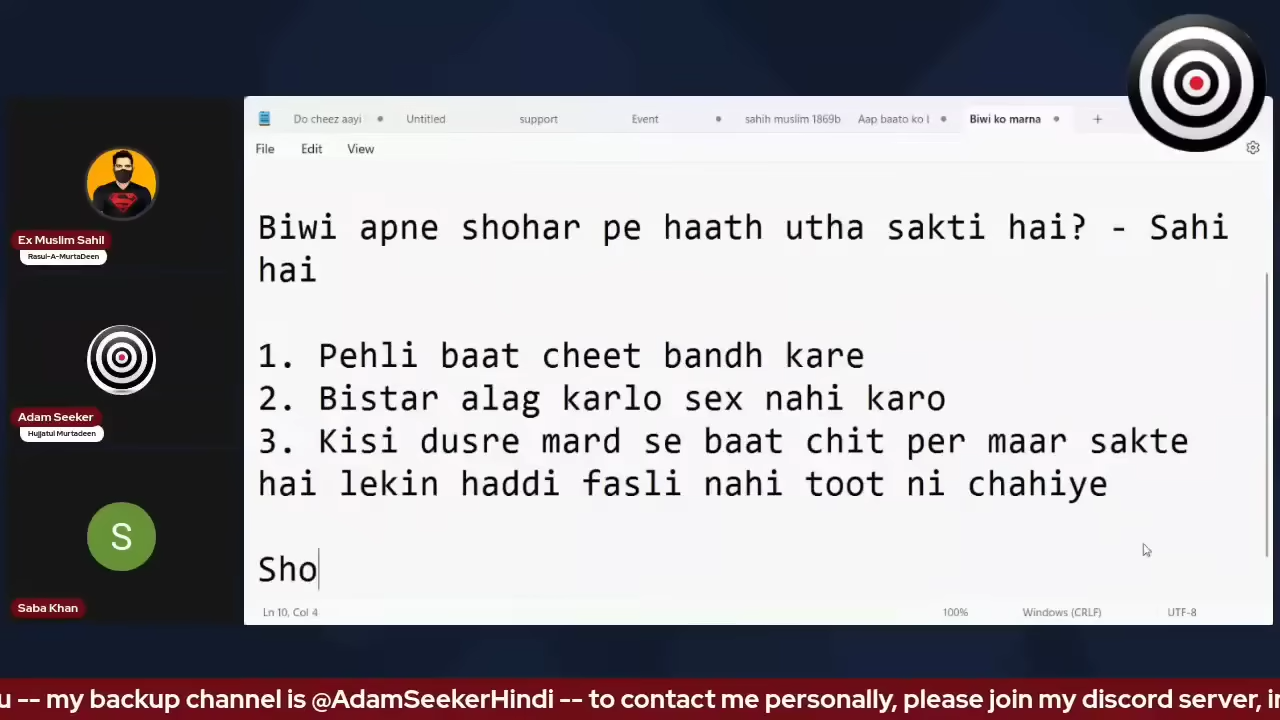 Do cheez aayi
Untitled
support
Event
sahih muslim 1869b
Aap baato ko l
Biwi ko marna
File Edit View
Biwi apne shohar pe haath utha sakti hai? - Sahi
hai
1. Pehli baat cheet bandh kare
2. Bistar alag karlo sex nahi karo
3. Kisi dusre mard se baat chit per maar sakte
hai lekin haddi fasli nahi toot ni chahiye
Sho
Ln 10, Col 4
100%
Windows (CRLF)
UTF-8
Ex Muslim Sahil
Rasul-A-MurtaDeen
Adam Seeker
Hujjatul Murtadeen
S
Saba Khan
u -- my backup channel is @AdamSeekerHindi -- to contact me personally, please join my discord server, in